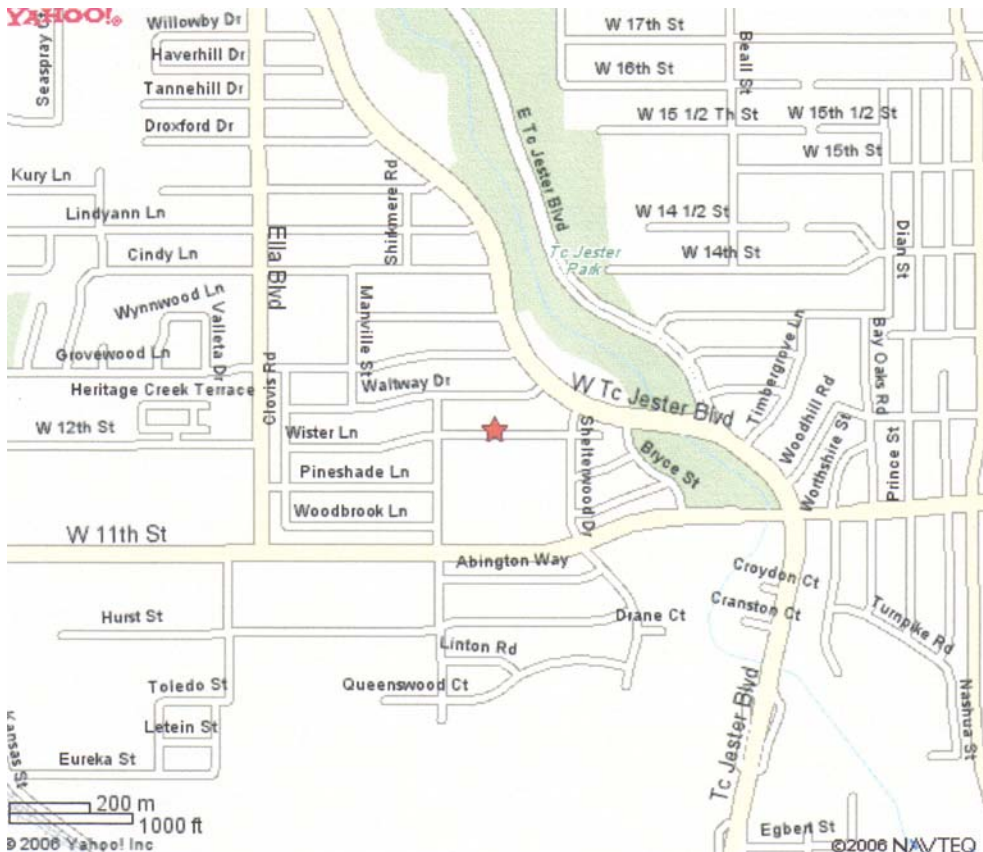 YAHOO!®
Willowby Dr
W 17th St
Haverhill Dr
Beall St
W 16th St
Tannehill Dr
W 15 1/2 Th St
W 15th 1/2 St
E Tc Jester Blvd
Droxford Dr
W 15th St
Kury Ln
Shirkmere Rd
Lindyann Ln
W 14 1/2 St
Dian St
Ella Blvd
Cindy Ln
Tc Jester
Park
W 14th St
Wynnwood Ln
Manville St
Valleta Dr
Timbergrove Ln
Bay Oaks Rd
Grovewood Ln
Heritage Creek Terrace
Waltway Dr
W Tc Jester Blvd
Woodhill Rd
W 12th St
Wister Ln
Shelterwood Dr
Worthshire St
Prince St
Pineshade Ln
Bryce St
Woodbrook Ln
W 11th St
Abington Way
Croydon Ct
Cranston Ct
Hurst St
Drane Ct
Turnpike Rd
Linton Rd
Toledo St
Queenswood Ct
Nashua St
Letein St
Tc Jester Blvd
Kansas St
Eureka St
200 m
1000 ft
Egbert St
© 2006 Yahoo! Inc
©2006 NAVTEQ